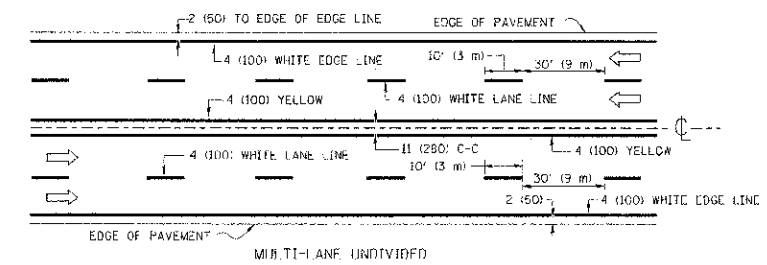 2 (50) TO EDGE OF EDGE LINE
EDGE OF PAVEMENT
4 (100) WHITE EDGE LINE
10' (3 m)
30' (9 m)
4 (100) YELLOW
4 (100) WHITE LANE LINE
℄
4 (100) WHITE LANE LINE
11 (280) C-C
4 (100) YELLOW
10' (3 m)
30' (9 m)
2 (50)
4 (100) WHITE EDGE LINE
EDGE OF PAVEMENT
MULTI-LANE UNDIVIDED